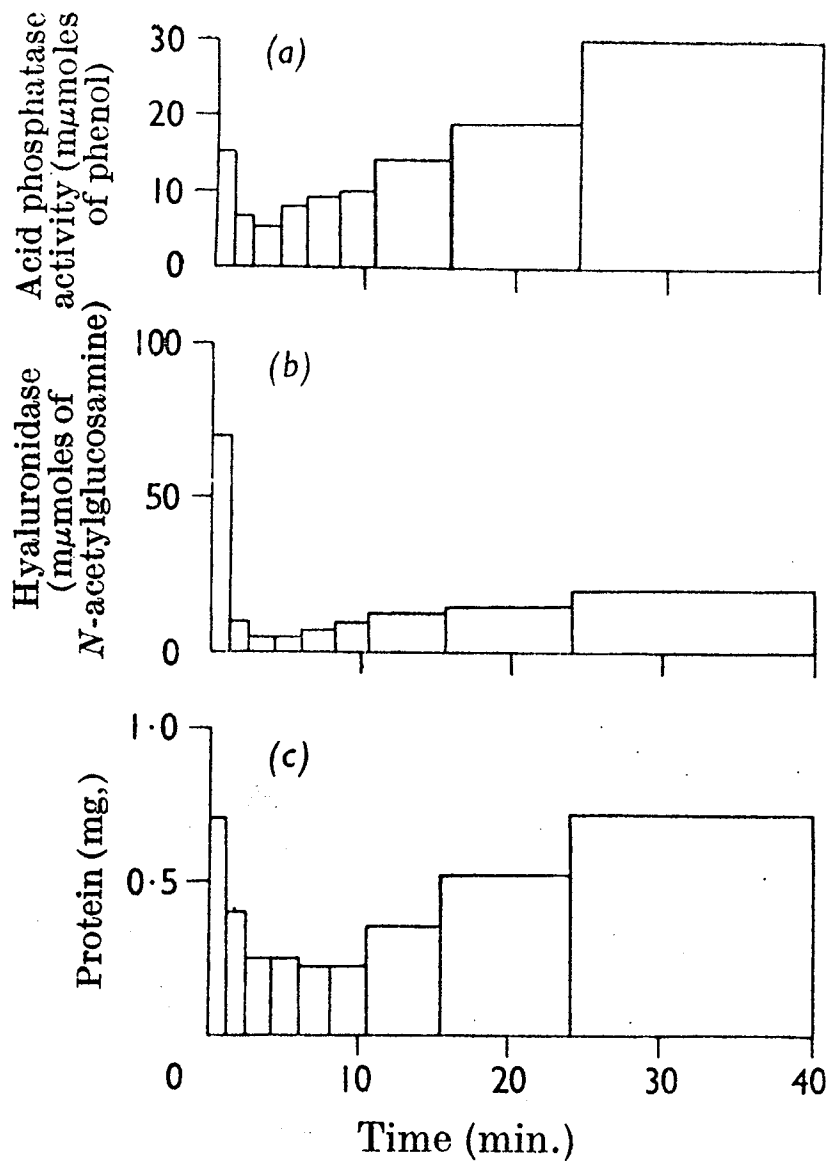 Acid phosphatase
activity (mμmoles
of phenol)
30
20
10
0
(a)
Hyaluronidase
(mμmoles of
N-acetylglucosamine)
100
50
0
(b)
Protein (mg,)
1·0
0·5
0
(c)
10
20
30
40
Time (min.)